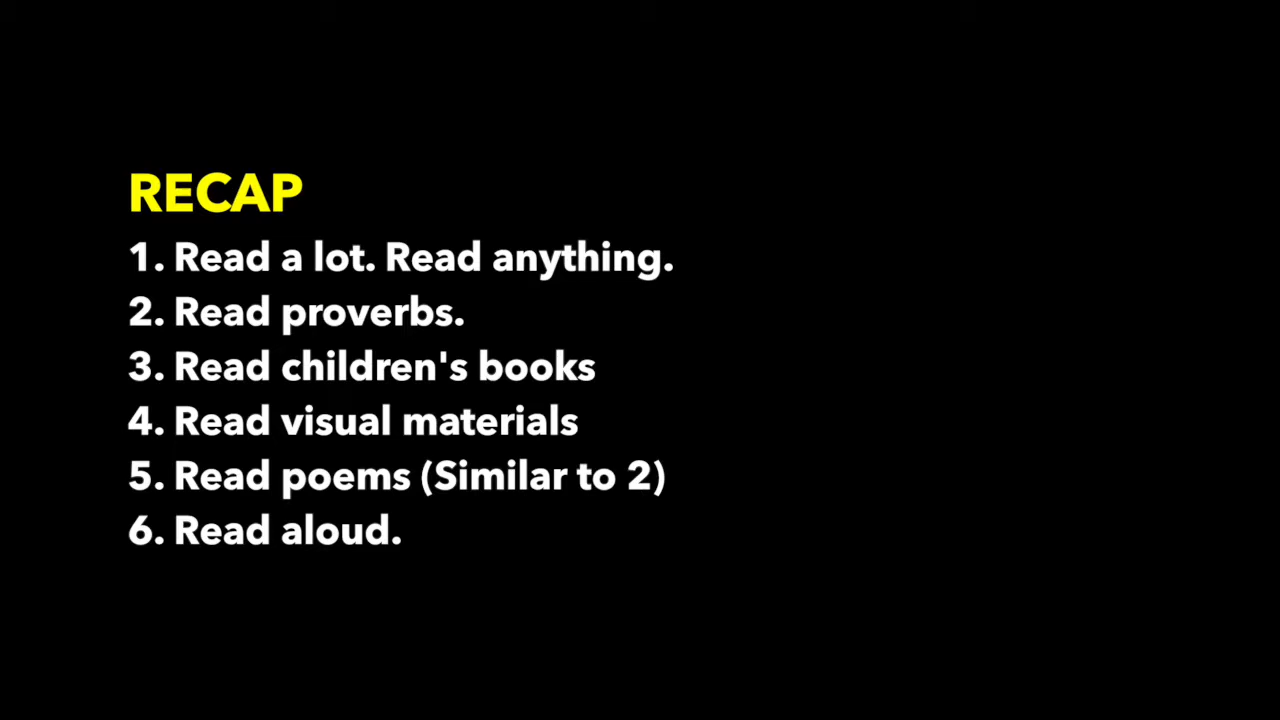 RECAP
1. Read a lot. Read anything.
2. Read proverbs.
3. Read children's books
4. Read visual materials
5. Read poems (Similar to 2)
6. Read aloud.